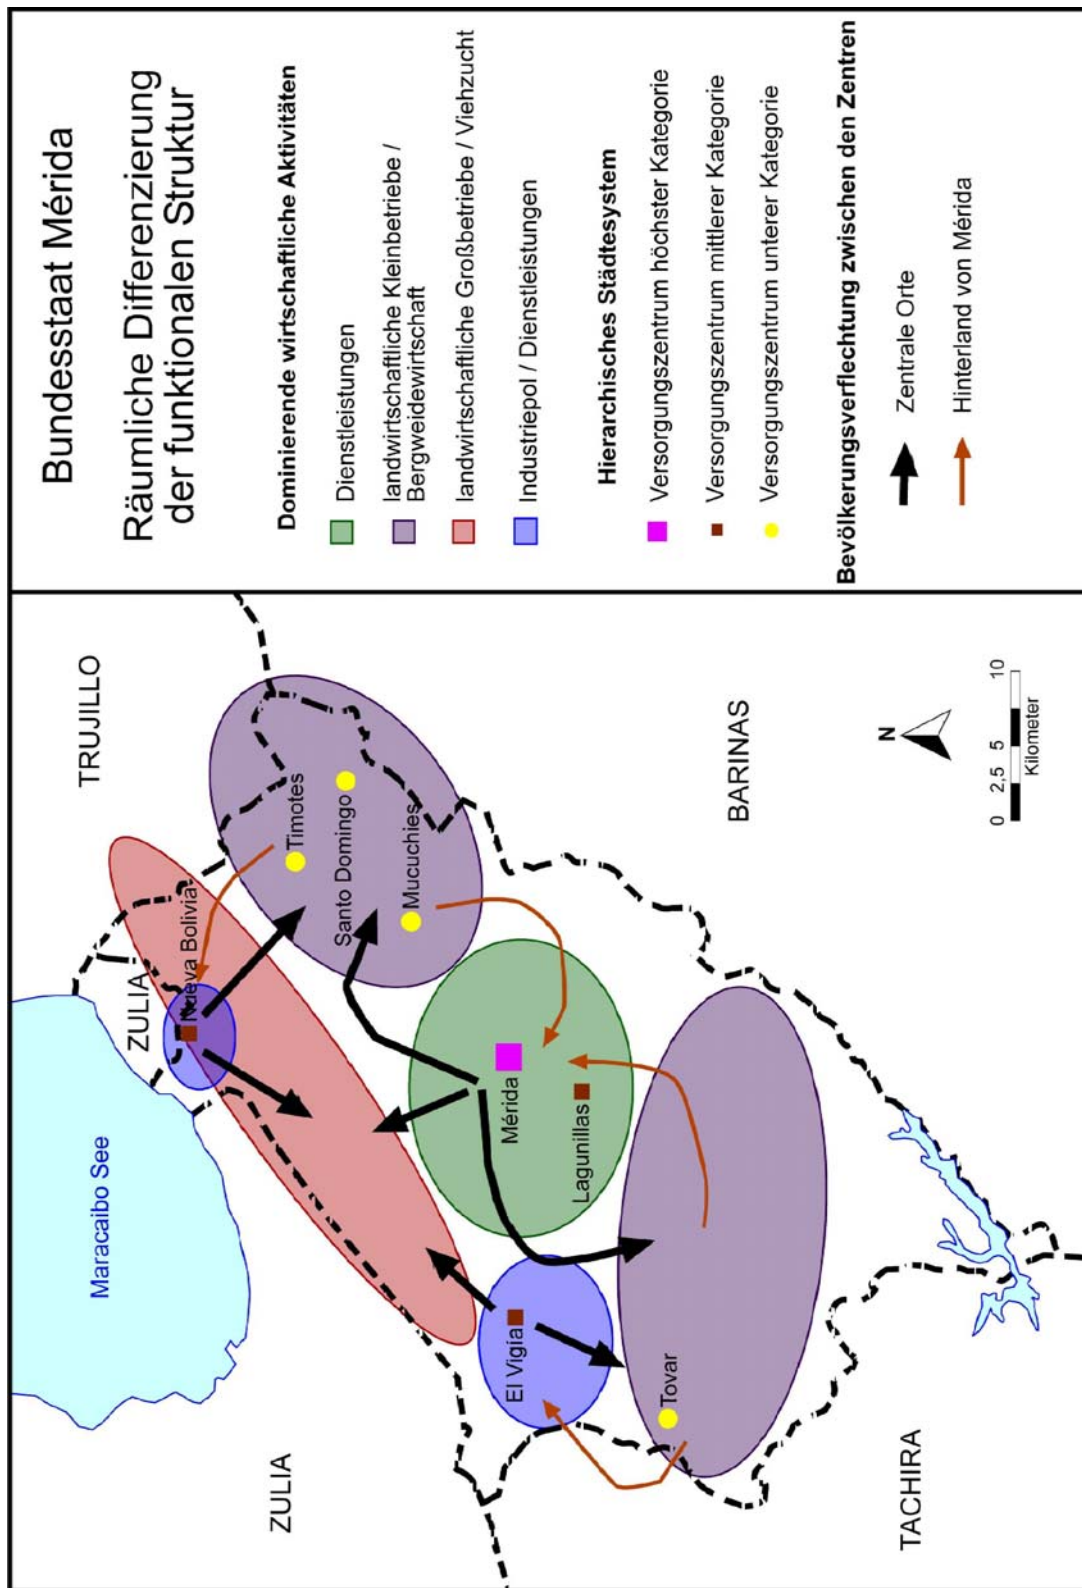 Bundesstaat Mérida
Räumliche Differenzierung
der funktionalen Struktur
Dominierende wirtschaftliche Aktivitäten
Dienstleistungen
landwirtschaftliche Kleinbetriebe /
Bergweidewirtschaft
landwirtschaftliche Großbetriebe / Viehzucht
Industriepol / Dienstleistungen
Hierarchisches Städtesystem
Versorgungszentrum höchster Kategorie
Versorgungszentrum mittlerer Kategorie
Versorgungszentrum unterer Kategorie
Bevölkerungsverflechtung zwischen den Zentren
Zentrale Orte
Hinterland von Mérida
TRUJILLO
Maracaibo See
ZULIA
Nueva Bolivia
Timotes
Santo Domingo
Mucuchies
ZULIA
Mérida
El Vigía
Lagunillas
Tovar
BARINAS
TACHIRA
N
0 2,5 5 10
Kilometer